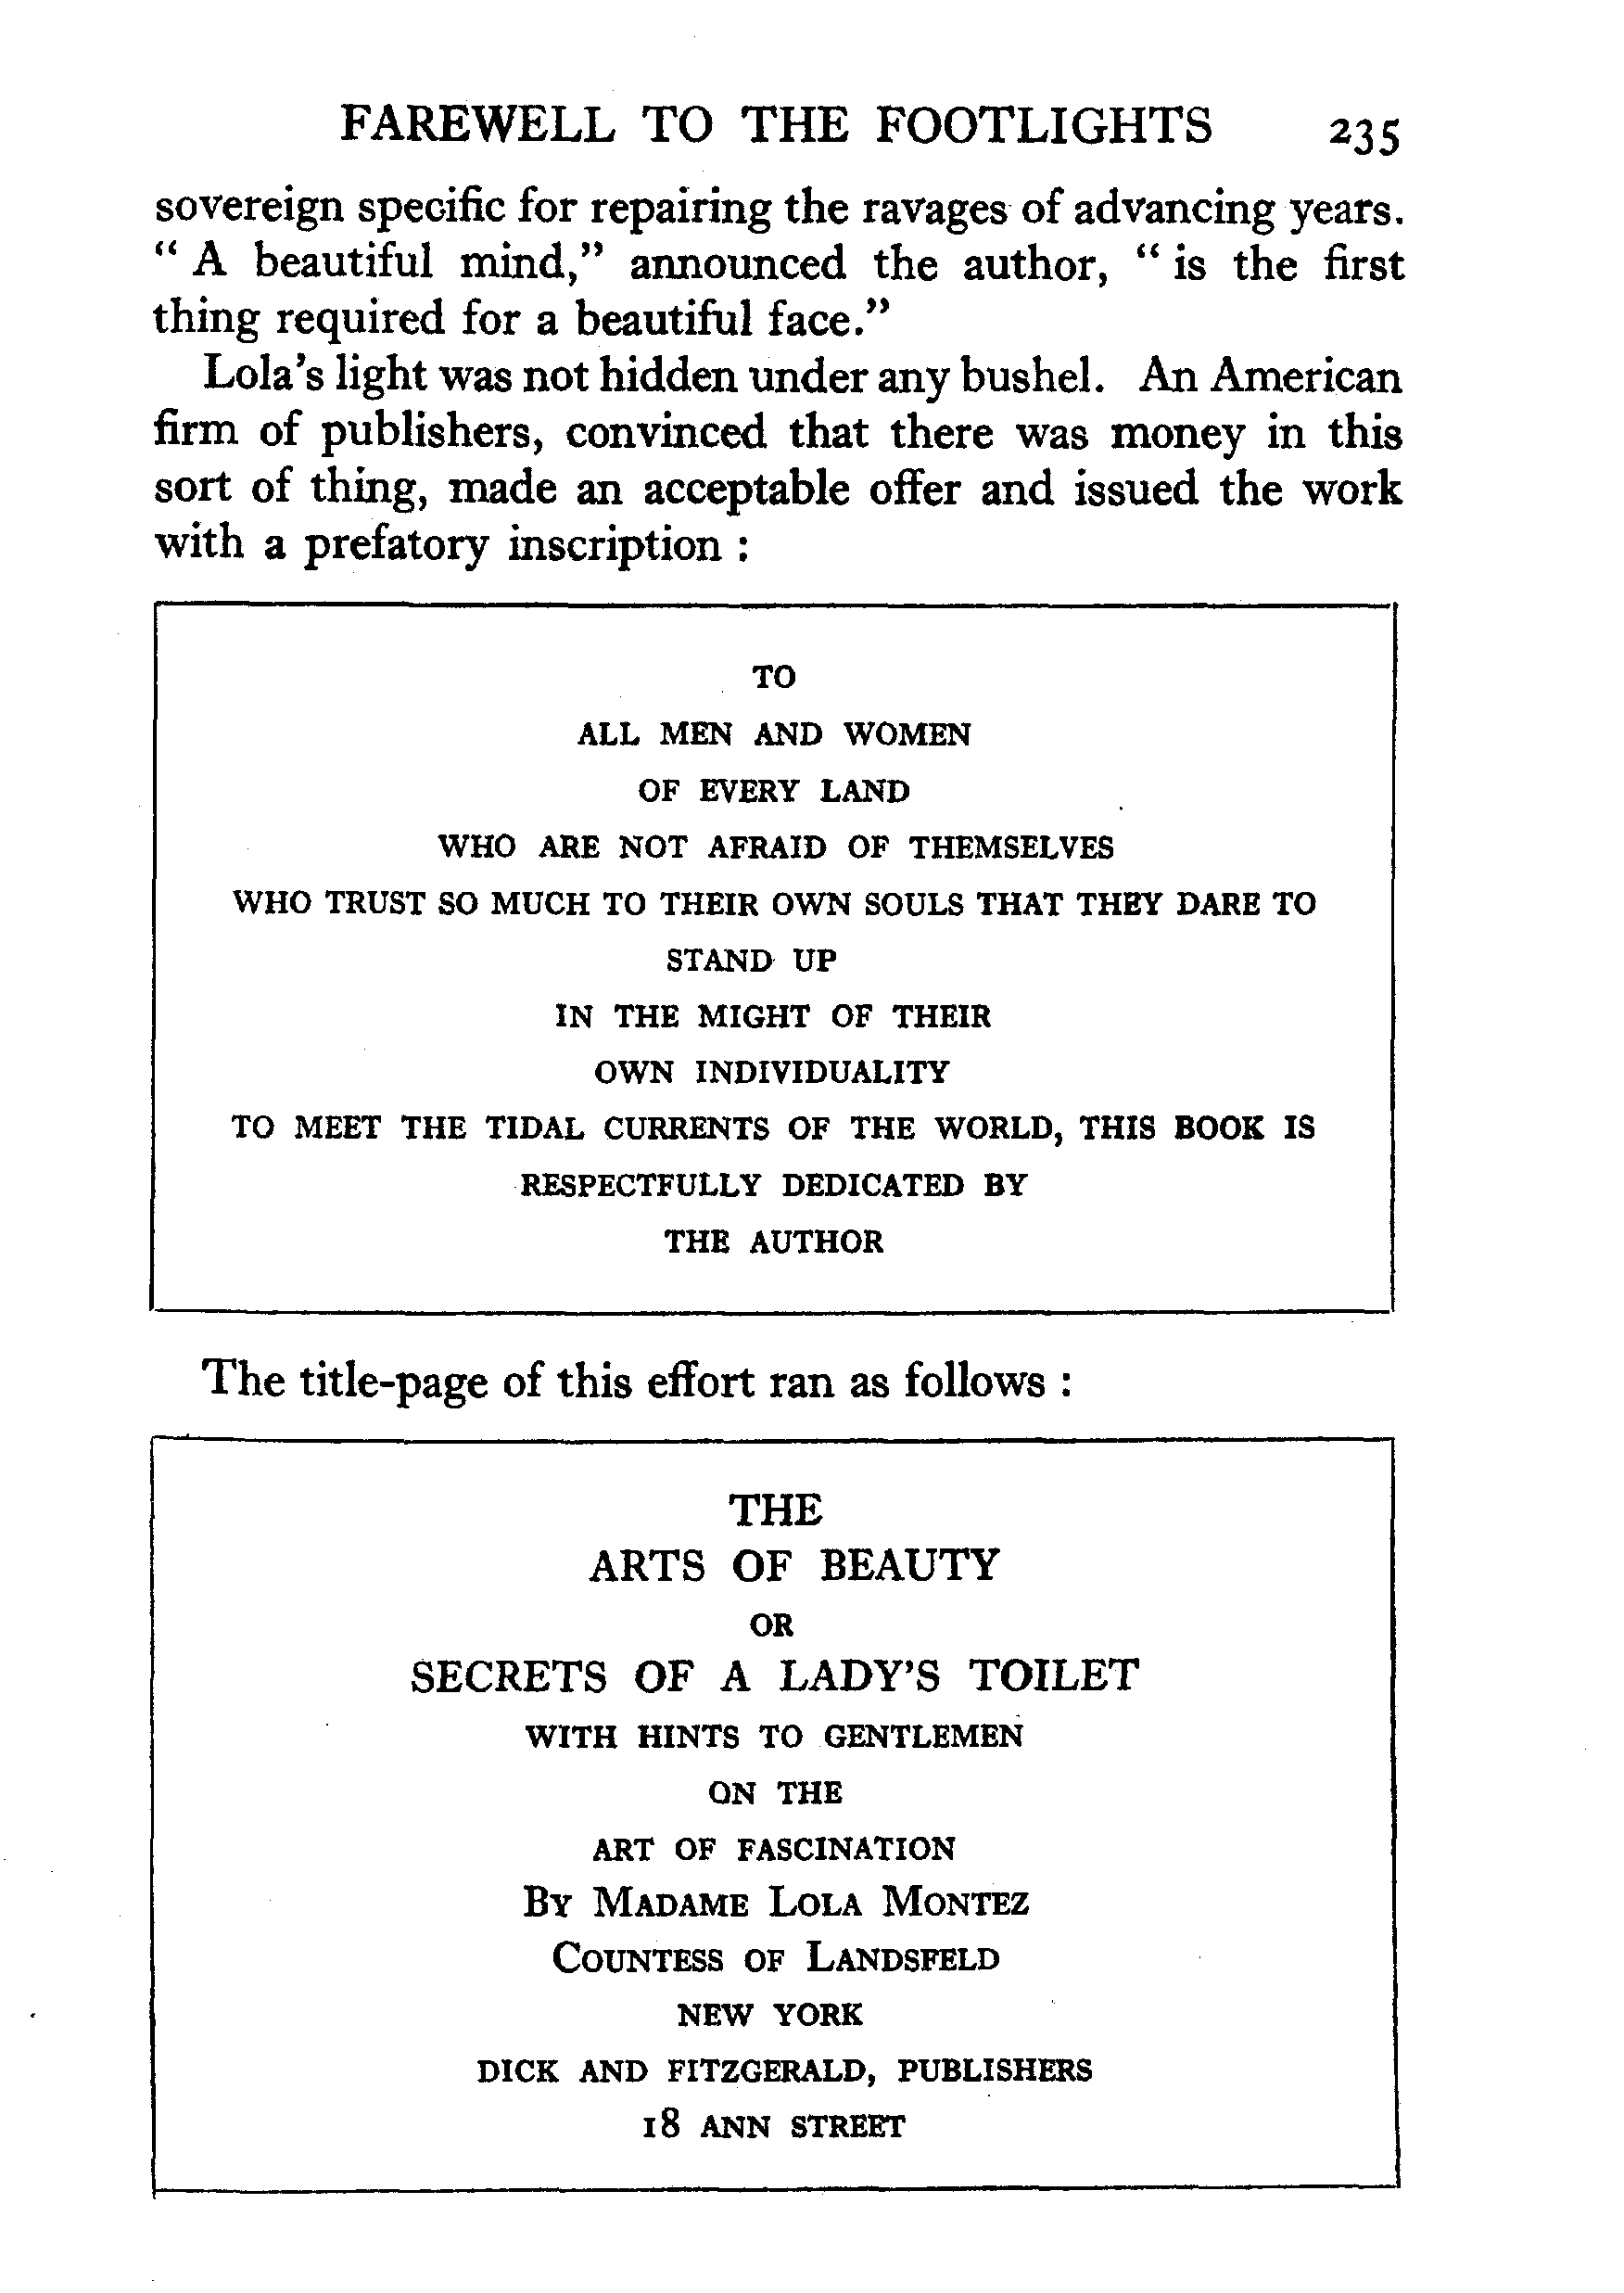 FAREWELL TO THE FOOTLIGHTS 235
sovereign specific for repairing the ravages of advancing years.
“ A beautiful mind,” announced the author, “ is the first
thing required for a beautiful face.”
Lola’s light was not hidden under any bushel. An American
firm of publishers, convinced that there was money in this
sort of thing, made an acceptable offer and issued the work
with a prefatory inscription :
TO
ALL MEN AND WOMEN
OF EVERY LAND
WHO ARE NOT AFRAID OF THEMSELVES
WHO TRUST SO MUCH TO THEIR OWN SOULS THAT THEY DARE TO
STAND UP
IN THE MIGHT OF THEIR
OWN INDIVIDUALITY
TO MEET THE TIDAL CURRENTS OF THE WORLD, THIS BOOK IS
RESPECTFULLY DEDICATED BY
THE AUTHOR
The title-page of this effort ran as follows :
THE
ARTS OF BEAUTY
OR
SECRETS OF A LADY’S TOILET
WITH HINTS TO GENTLEMEN
ON THE
ART OF FASCINATION
BY MADAME LOLA MONTEZ
COUNTESS OF LANDSFELD
NEW YORK
DICK AND FITZGERALD, PUBLISHERS
18 ANN STREET